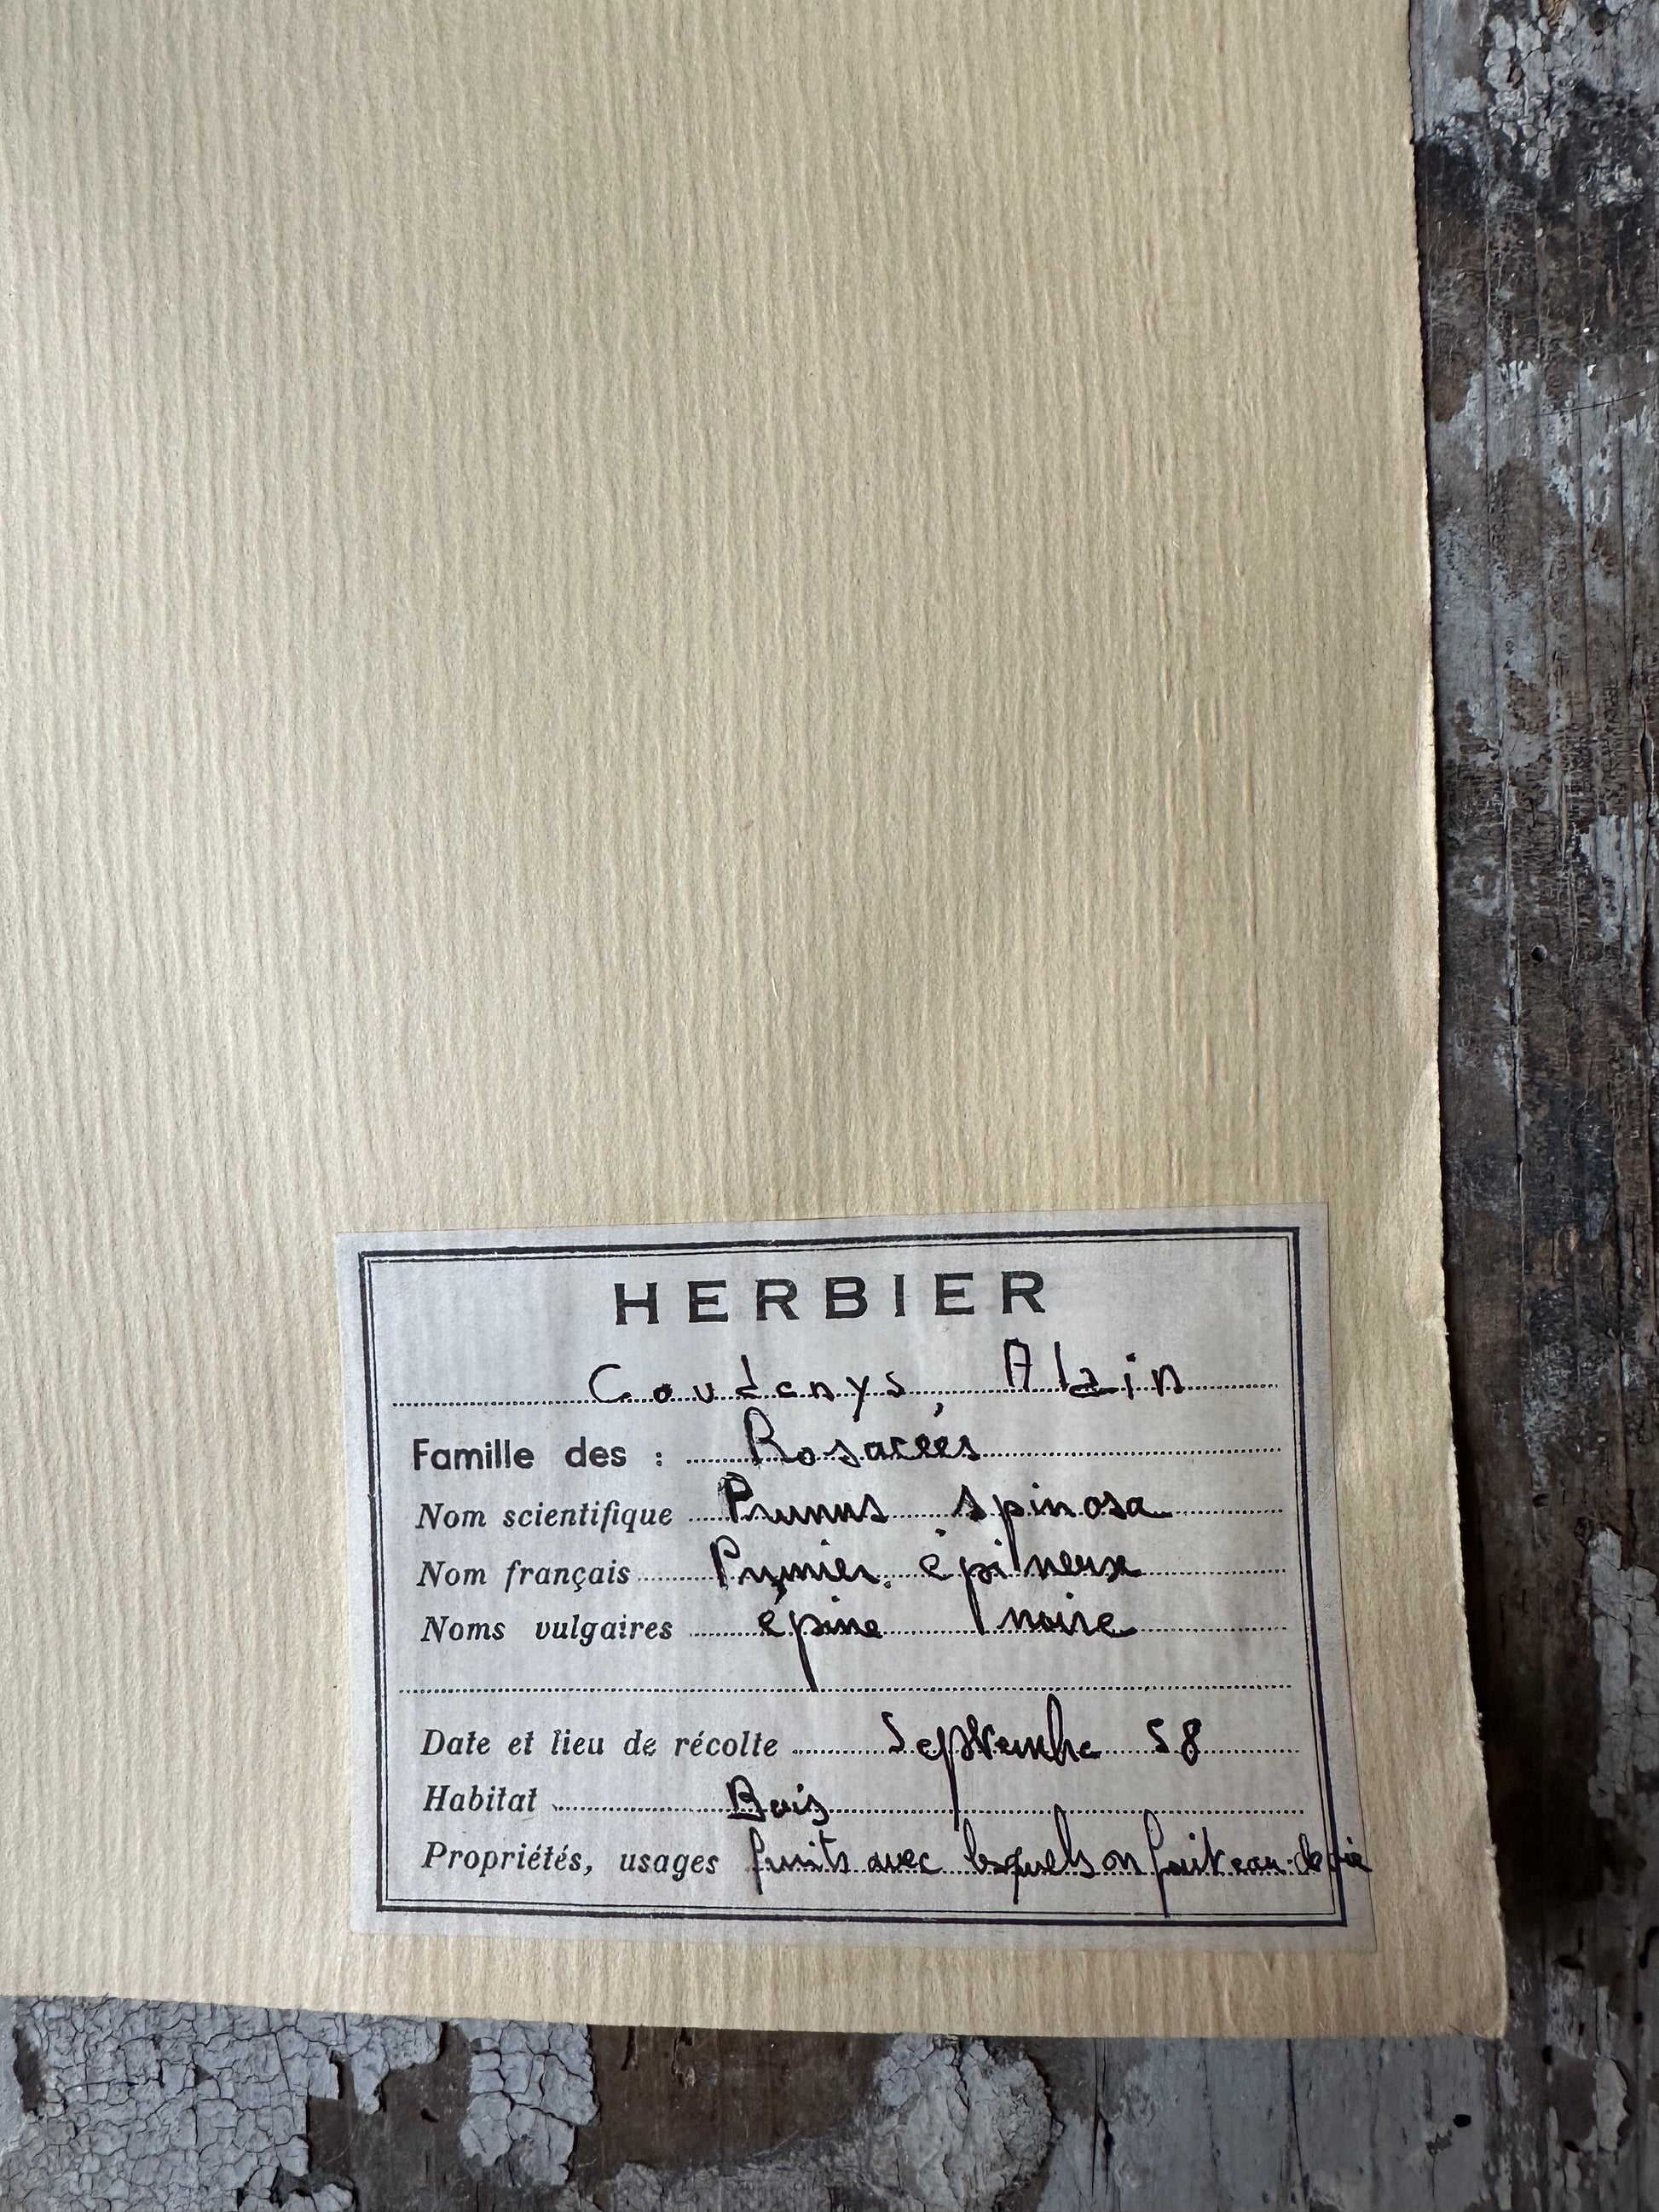 HERBIER
Coudenys, Alain
Famille des : Rosacées
Nom scientifique Prunus spinosa
Nom français Prunier épineux
Noms vulgaires épine noire
Date et lieu de récolte Septembre 58
Habitat Bois
Propriétés, usages fruits avec lesquels on fait eau-de-vie